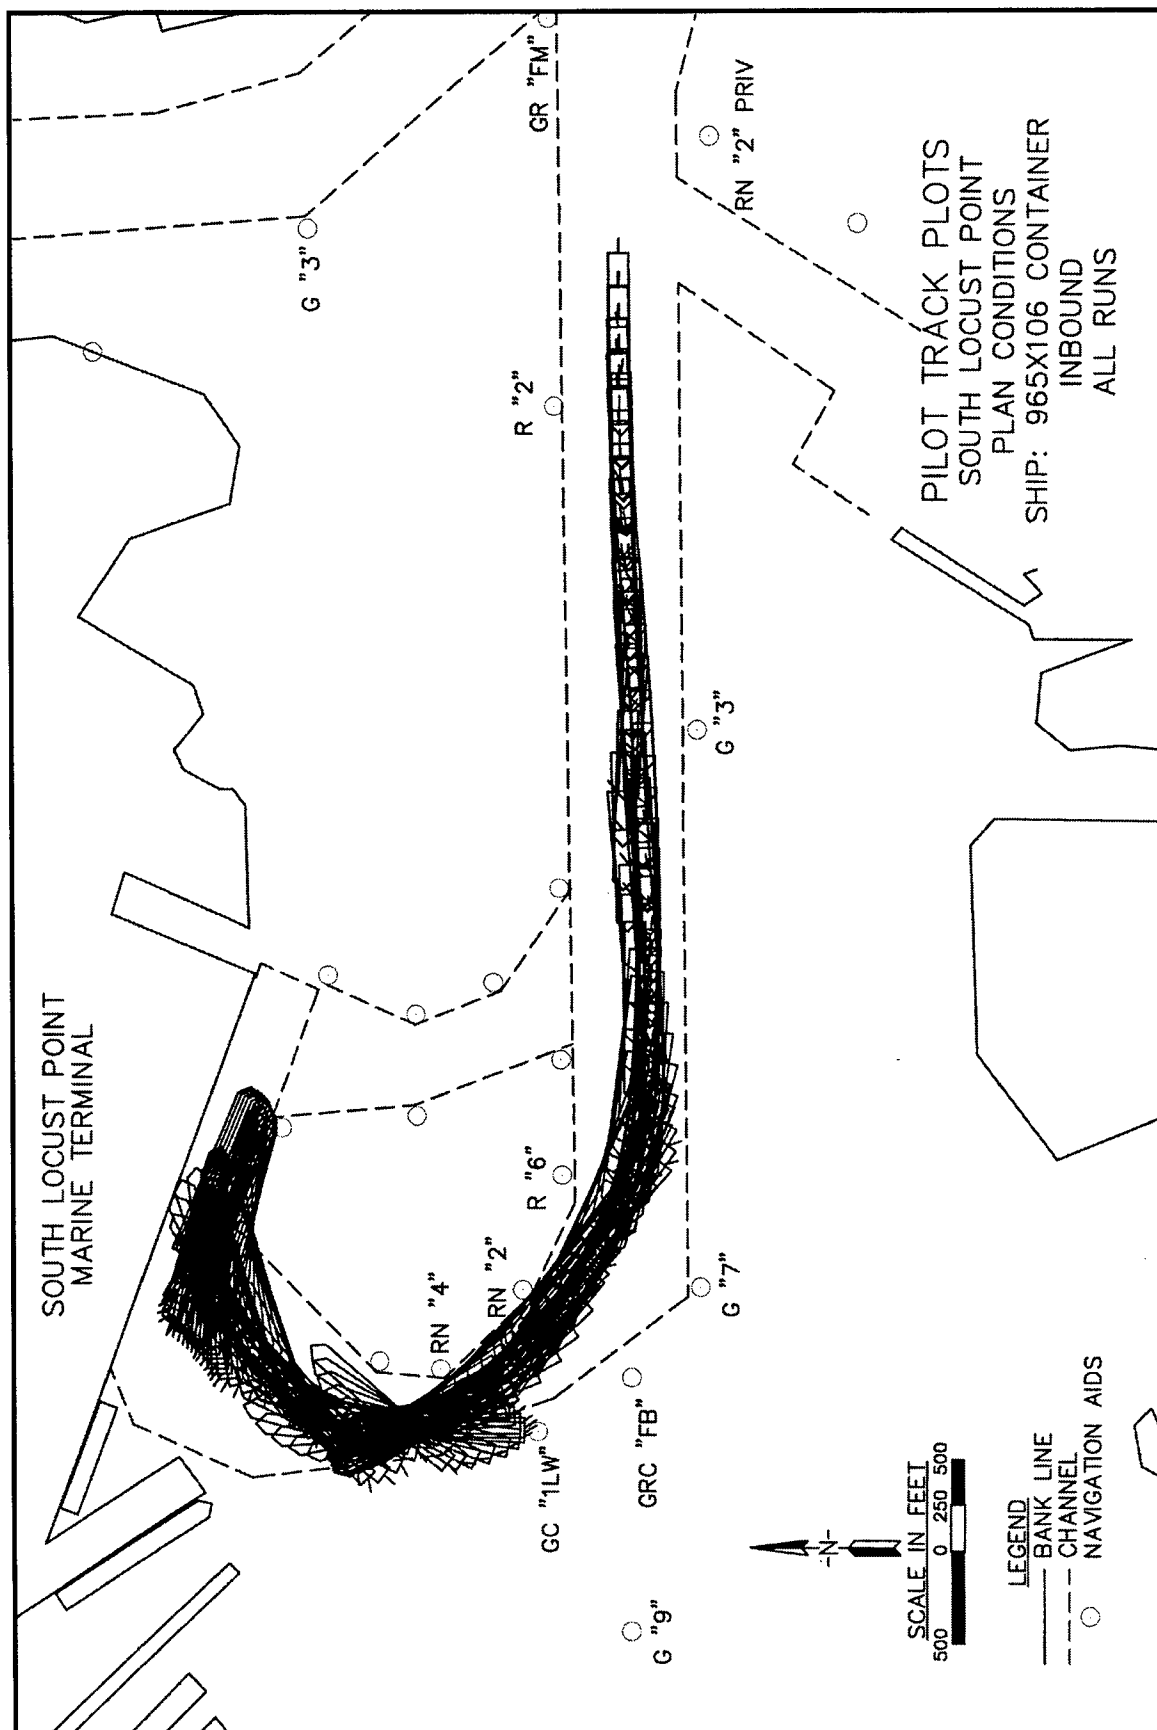 SOUTH LOCUST POINT
MARINE TERMINAL
GR "FM"
G "3"
RN "2" PRIV
R "2"
G "3"
R "6"
RN "2"
RN "4"
G "7"
GC "1LW"
GRC "FB"
G "9"
PILOT TRACK PLOTS
SOUTH LOCUST POINT
PLAN CONDITIONS
SHIP: 965X106 CONTAINER
INBOUND
ALL RUNS
-N-
SCALE IN FEET
500 0 250 500
LEGEND
BANK LINE
CHANNEL
NAVIGATION AIDS